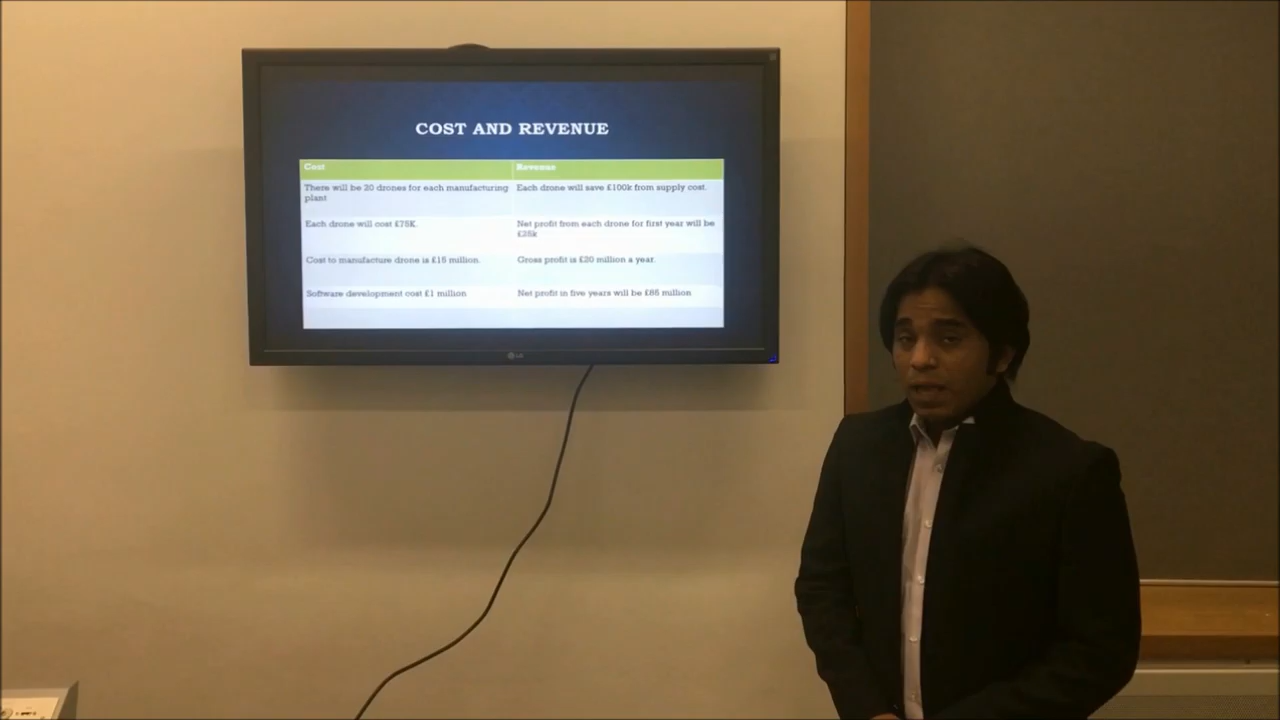 COST AND REVENUE
Cost
Revenue
There will be 20 drones for each manufacturing
plant
Each drone will save £100k from supply cost.
Each drone will cost £75K.
Net profit from each drone for first year will be
£25k
Cost to manufacture drone is £15 million.
Gross profit is £20 million a year.
Software development cost £1 million
Net profit in five years will be £85 million
LG